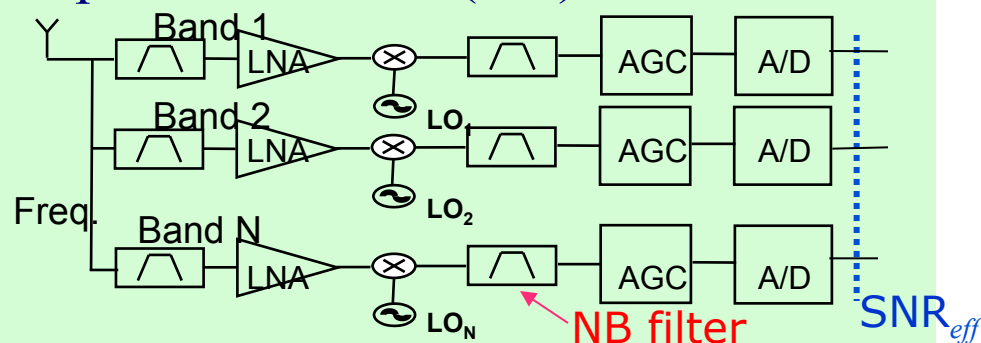 Band 1
LNA
AGC
A/D
LO1
Band 2
LNA
AGC
A/D
LO2
Freq.
Band N
LNA
AGC
A/D
LON
NB filter
SNReff